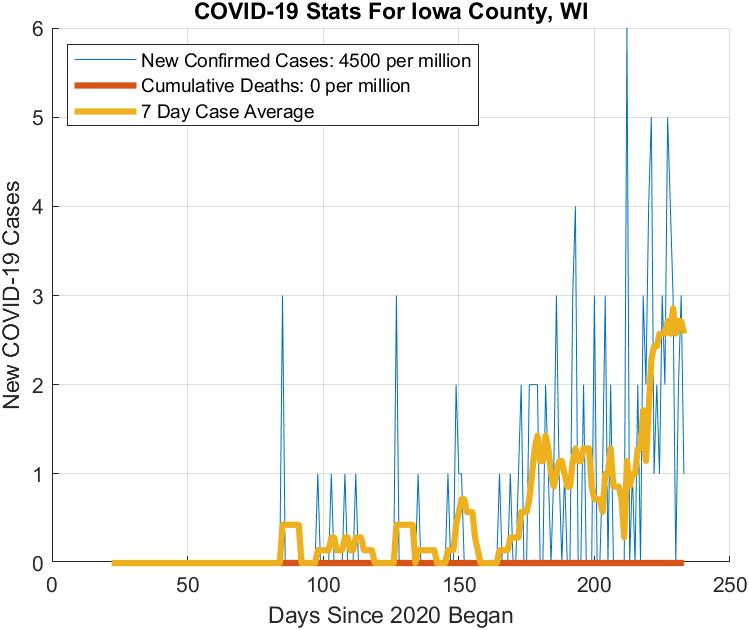 COVID-19 Stats For Iowa County, WI
New Confirmed Cases: 4500 per million
Cumulative Deaths: 0 per million
7 Day Case Average
New COVID-19 Cases
6
5
4
3
2
1
0
0 50 100 150 200 250
Days Since 2020 Began